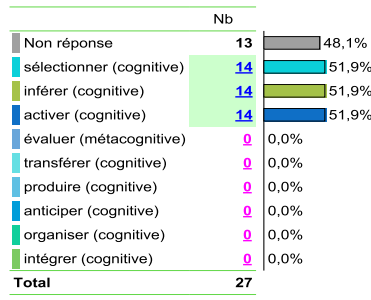 Nb
Non réponse 13 48,1%
sélectionner (cognitive) 14 51,9%
inférer (cognitive) 14 51,9%
activer (cognitive) 14 51,9%
évaluer (métacognitive) 0 0,0%
transférer (cognitive) 0 0,0%
produire (cognitive) 0 0,0%
anticiper (cognitive) 0 0,0%
organiser (cognitive) 0 0,0%
intégrer (cognitive) 0 0,0%
Total 27